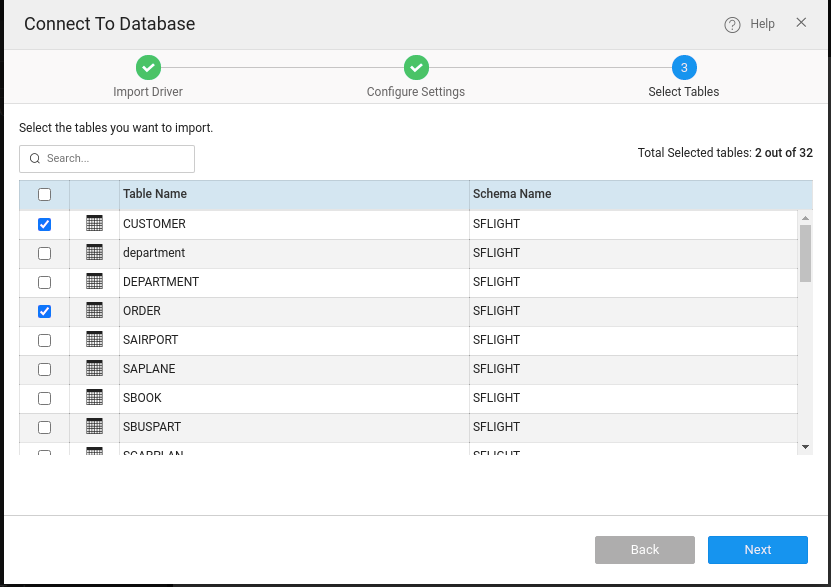 Connect To Database
Help
3
Import Driver
Configure Settings
Select Tables
Select the tables you want to import.
Search...
Total Selected tables: 2 out of 32
Table Name Schema Name
CUSTOMER SFLIGHT
department SFLIGHT
DEPARTMENT SFLIGHT
ORDER SFLIGHT
SAIRPORT SFLIGHT
SAPLANE SFLIGHT
SBOOK SFLIGHT
SBUSPART SFLIGHT
SCARPLAN SFLIGHT
Back
Next